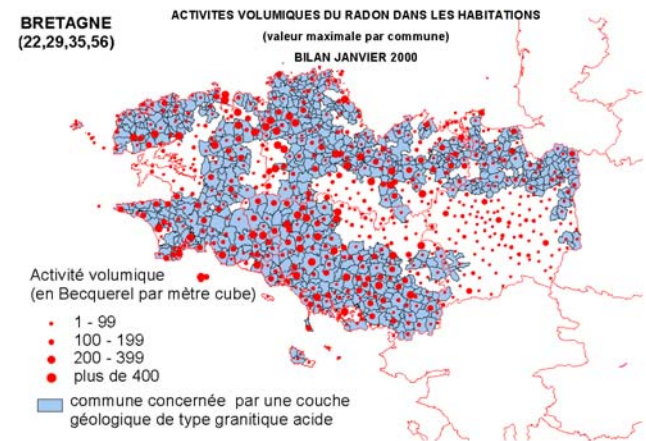 BRETAGNE
(22,29,35,56)
ACTIVITES VOLUMIQUES DU RADON DANS LES HABITATIONS
(valeur maximale par commune)
BILAN JANVIER 2000
Activité volumique
(en Becquerel par mètre cube)
1 - 99
100 - 199
200 - 399
plus de 400
commune concernée par une couche
géologique de type granitique acide